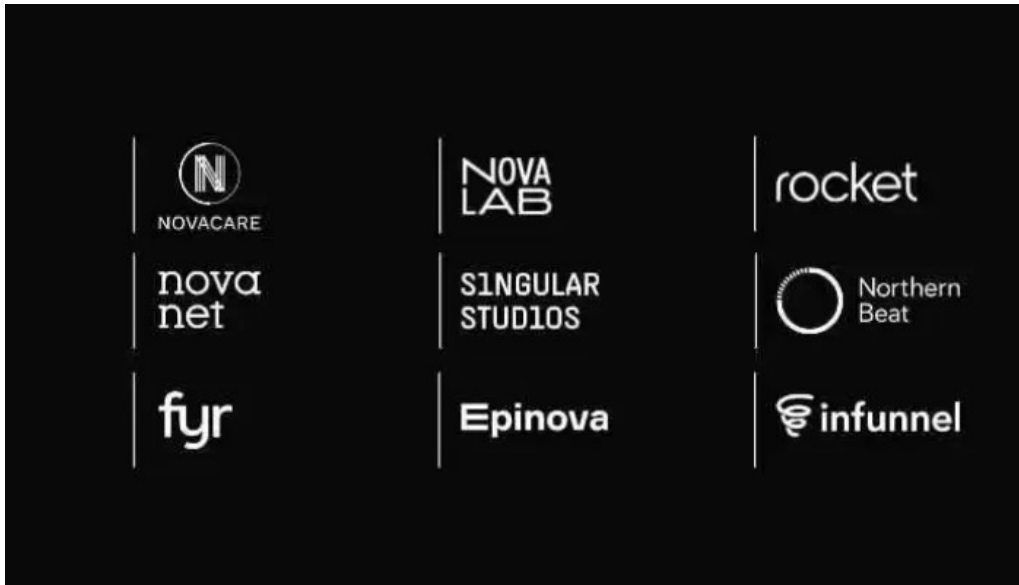 N
NOVACARE
NOVA
LAB
rocket
nova
net
S1NGULAR
STUD1OS
Northern
Beat
fyr
Epinova
infunnel